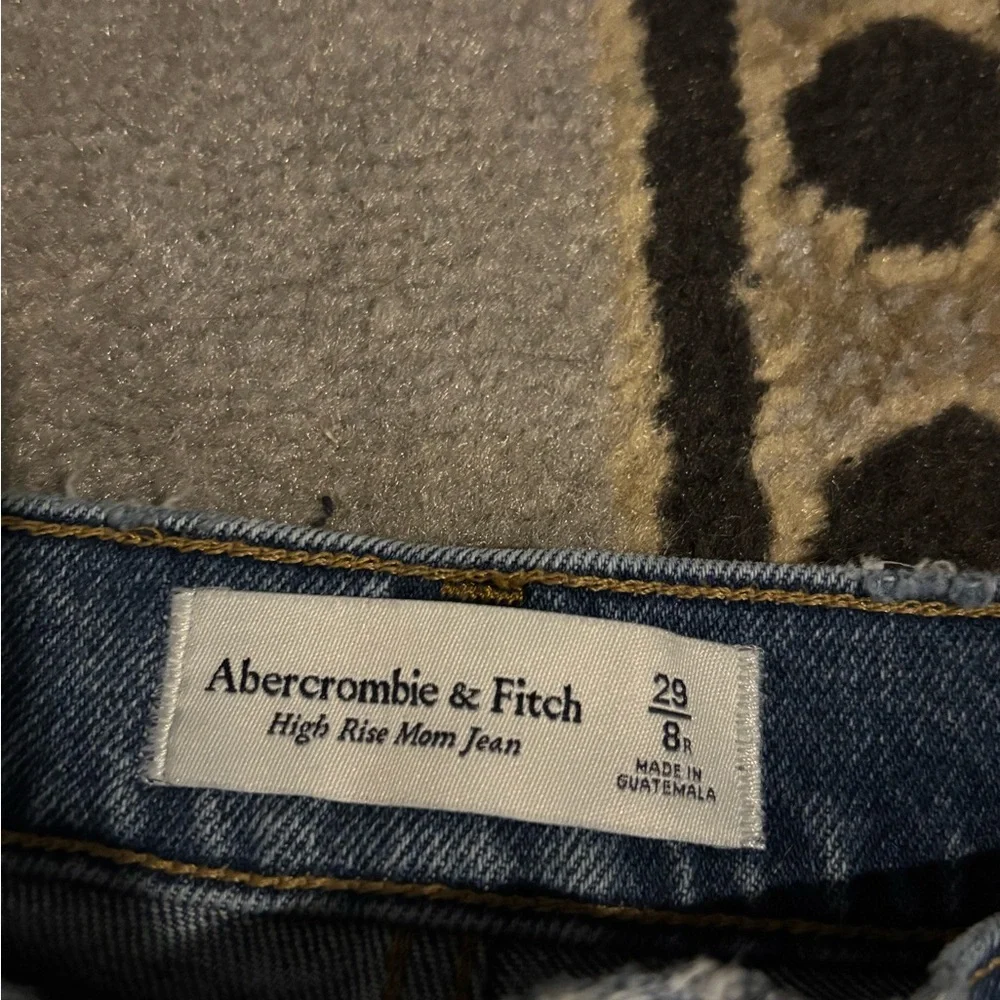 Abercrombie & Fitch
High Rise Mom Jean
29
8R
MADE IN
GUATEMALA